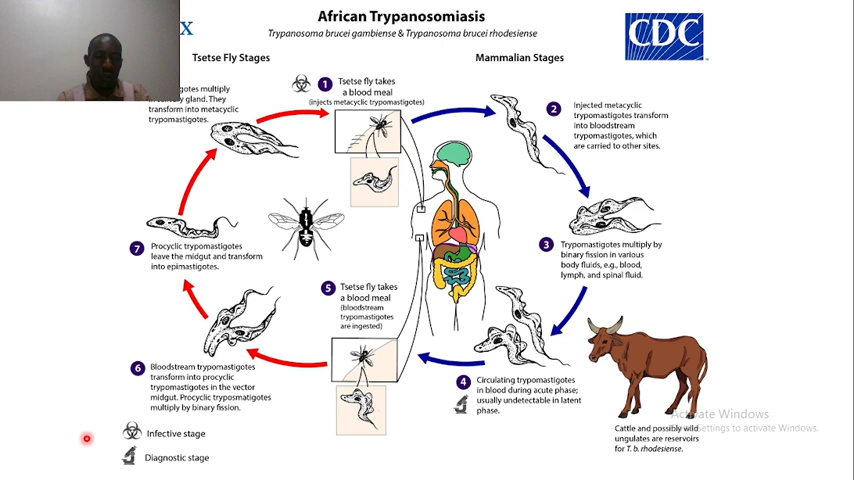 African Trypanosomiasis
X
Trypanosoma brucei gambiense & Trypanosoma brucei rhodesiense
CDC
Tsetse Fly Stages
Mammalian Stages
1 Tsetse fly takes
a blood meal
(injects metacyclic trypomastigotes)
multiply
gland. They
transform into metacyclic
trypomastigotes.
2 Injected metacyclic
trypomastigotes transform
into bloodstream
trypomastigotes, which
are carried to other sites.
3 Trypomastigotes multiply by
binary fission in various
body fluids, e.g., blood,
lymph, and spinal fluid.
7 Procyclic trypomastigotes
leave the midgut and transform
into epimastigotes.
5 Tsetse fly takes
a blood meal
(bloodstream
trypomastigotes
are ingested)
6 Bloodstream trypomastigotes
transform into procyclic
trypomastigotes in the vector
midgut. Procyclic trypomastigotes
multiply by binary fission.
4 Circulating trypomastigotes
in blood during acute phase;
usually undetectable in latent
phase.
Cattle and possibly wild
ungulates are reservoirs
for T. b. rhodesiense.
Activate Windows
Settings to activate Windows.
Infective stage
Diagnostic stage